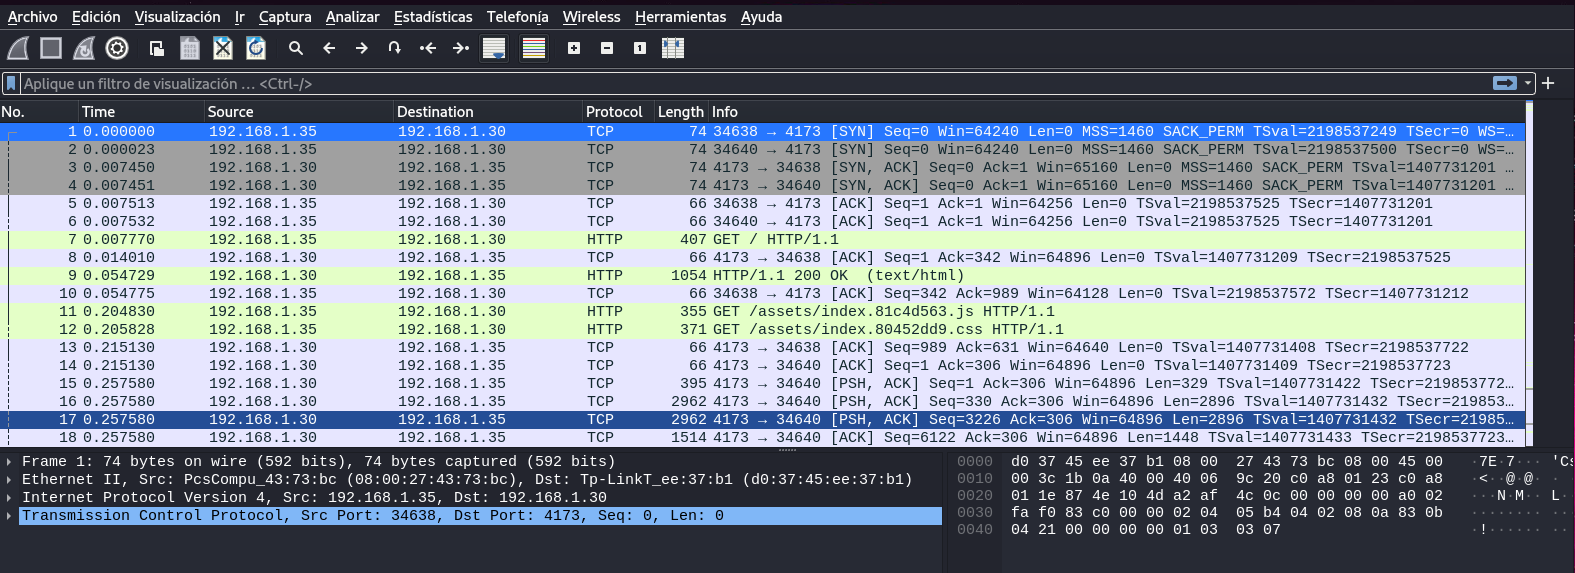 Archivo Edición Visualización Ir Captura Analizar Estadísticas Telefonía Wireless Herramientas Ayuda
Aplique un filtro de visualización ... <Ctrl-/>
No. Time Source Destination Protocol Length Info
1 0.000000 192.168.1.35 192.168.1.30 TCP 74 34638 → 4173 [SYN] Seq=0 Win=64240 Len=0 MSS=1460 SACK_PERM TSval=2198537249 TSecr=0 WS=…
2 0.000023 192.168.1.35 192.168.1.30 TCP 74 34640 → 4173 [SYN] Seq=0 Win=64240 Len=0 MSS=1460 SACK_PERM TSval=2198537500 TSecr=0 WS=…
3 0.007450 192.168.1.30 192.168.1.35 TCP 74 4173 → 34638 [SYN, ACK] Seq=0 Ack=1 Win=65160 Len=0 MSS=1460 SACK_PERM TSval=1407731201 …
4 0.007451 192.168.1.30 192.168.1.35 TCP 74 4173 → 34640 [SYN, ACK] Seq=0 Ack=1 Win=65160 Len=0 MSS=1460 SACK_PERM TSval=1407731201 …
5 0.007513 192.168.1.35 192.168.1.30 TCP 66 34638 → 4173 [ACK] Seq=1 Ack=1 Win=64256 Len=0 TSval=2198537525 TSecr=1407731201
6 0.007532 192.168.1.35 192.168.1.30 TCP 66 34640 → 4173 [ACK] Seq=1 Ack=1 Win=64256 Len=0 TSval=2198537525 TSecr=1407731201
7 0.007770 192.168.1.35 192.168.1.30 HTTP 407 GET / HTTP/1.1
8 0.014010 192.168.1.30 192.168.1.35 TCP 66 4173 → 34638 [ACK] Seq=1 Ack=342 Win=64896 Len=0 TSval=1407731209 TSecr=2198537525
9 0.054729 192.168.1.30 192.168.1.35 HTTP 1054 HTTP/1.1 200 OK (text/html)
10 0.054775 192.168.1.35 192.168.1.30 TCP 66 34638 → 4173 [ACK] Seq=342 Ack=989 Win=64128 Len=0 TSval=2198537572 TSecr=1407731212
11 0.204830 192.168.1.35 192.168.1.30 HTTP 355 GET /assets/index.81c4d563.js HTTP/1.1
12 0.205828 192.168.1.35 192.168.1.30 HTTP 371 GET /assets/index.80452dd9.css HTTP/1.1
13 0.215130 192.168.1.30 192.168.1.35 TCP 66 4173 → 34638 [ACK] Seq=989 Ack=631 Win=64640 Len=0 TSval=1407731408 TSecr=2198537722
14 0.215130 192.168.1.30 192.168.1.35 TCP 66 4173 → 34640 [ACK] Seq=1 Ack=306 Win=64896 Len=0 TSval=1407731409 TSecr=2198537723
15 0.257580 192.168.1.30 192.168.1.35 TCP 395 4173 → 34640 [PSH, ACK] Seq=1 Ack=306 Win=64896 Len=329 TSval=1407731422 TSecr=219853772…
16 0.257580 192.168.1.30 192.168.1.35 TCP 2962 4173 → 34640 [PSH, ACK] Seq=330 Ack=306 Win=64896 Len=2896 TSval=1407731432 TSecr=219853…
17 0.257580 192.168.1.30 192.168.1.35 TCP 2962 4173 → 34640 [PSH, ACK] Seq=3226 Ack=306 Win=64896 Len=2896 TSval=1407731432 TSecr=21985…
18 0.257580 192.168.1.30 192.168.1.35 TCP 1514 4173 → 34640 [ACK] Seq=6122 Ack=306 Win=64896 Len=1448 TSval=1407731433 TSecr=2198537723…
Frame 1: 74 bytes on wire (592 bits), 74 bytes captured (592 bits)
Ethernet II, Src: PcsCompu_43:73:bc (08:00:27:43:73:bc), Dst: Tp-LinkT_ee:37:b1 (d0:37:45:ee:37:b1)
Internet Protocol Version 4, Src: 192.168.1.35, Dst: 192.168.1.30
Transmission Control Protocol, Src Port: 34638, Dst Port: 4173, Seq: 0, Len: 0
0000 d0 37 45 ee 37 b1 08 00 27 43 73 bc 08 00 45 00 ·7E·7··· 'Cs
0010 00 3c 1b 0a 40 00 40 06 9c 20 c0 a8 01 23 c0 a8 ·<··@·@·
0020 01 1e 87 4e 10 4d a2 af 4c 0c 00 00 00 00 a0 02 ···N·M·· L·
0030 fa f0 83 c0 00 00 02 04 05 b4 04 02 08 0a 83 0b ········ ··
0040 04 21 00 00 00 00 01 03 03 07 ·!······ ··